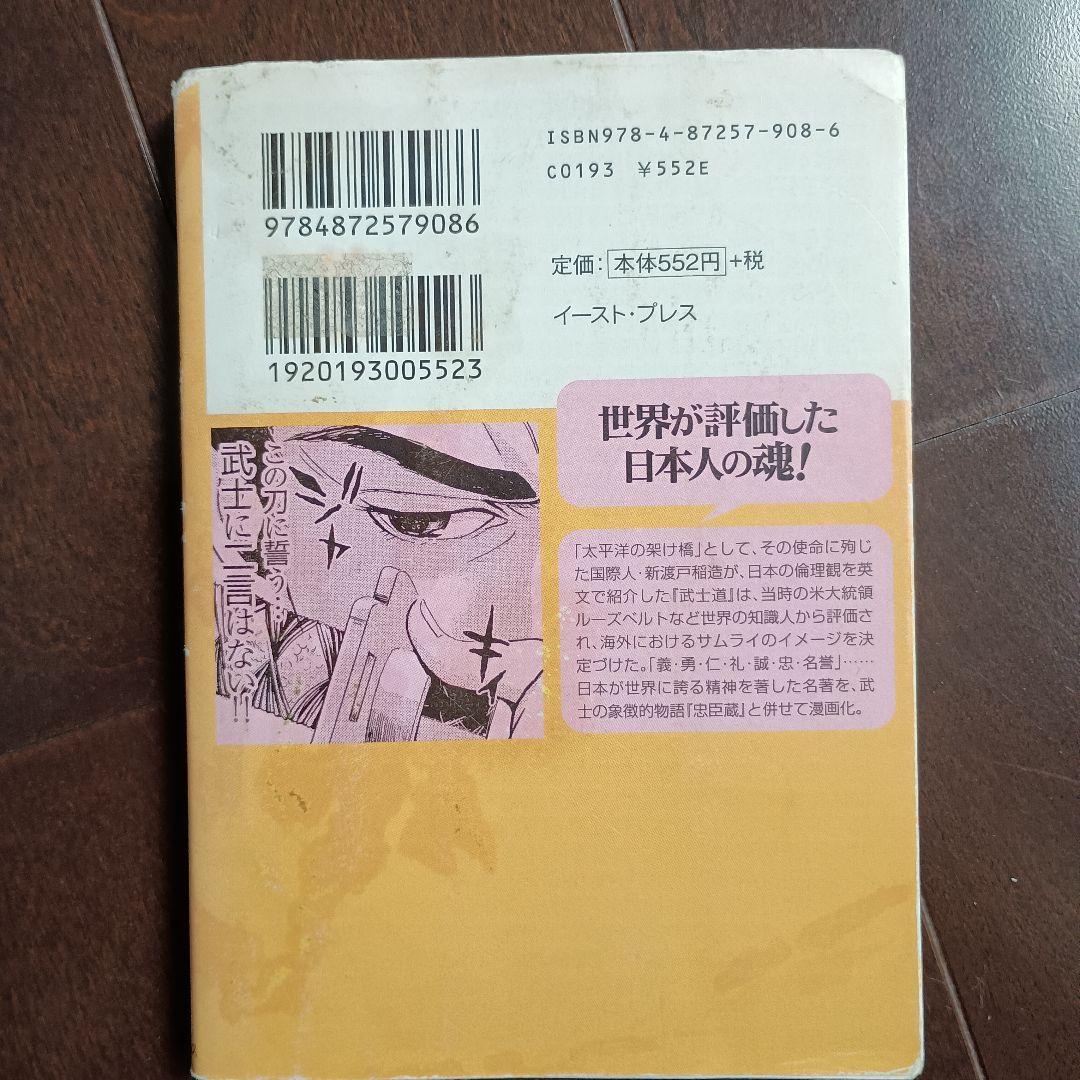 ISBN978-4-87257-908-6
C0193 ¥552E
9784872579086
定価:本体552円+税
イースト・プレス
1920193005523
世界が評価した
日本人の魂!
この刀に誓う…
武士に二言はない!!
「太平洋の架け橋」として、その使命に殉じ
た国際人・新渡戸稲造が、日本の倫理観を英
文で紹介した『武士道』は、当時の米大統領
ルーズベルトなど世界の知識人から評価さ
れ、海外におけるサムライのイメージを決
定づけた。「義・勇・仁・礼・誠・忠・名誉」……
日本が世界に誇る精神を著した名著を、武
士の象徴的物語『忠臣蔵』と併せて漫画化。